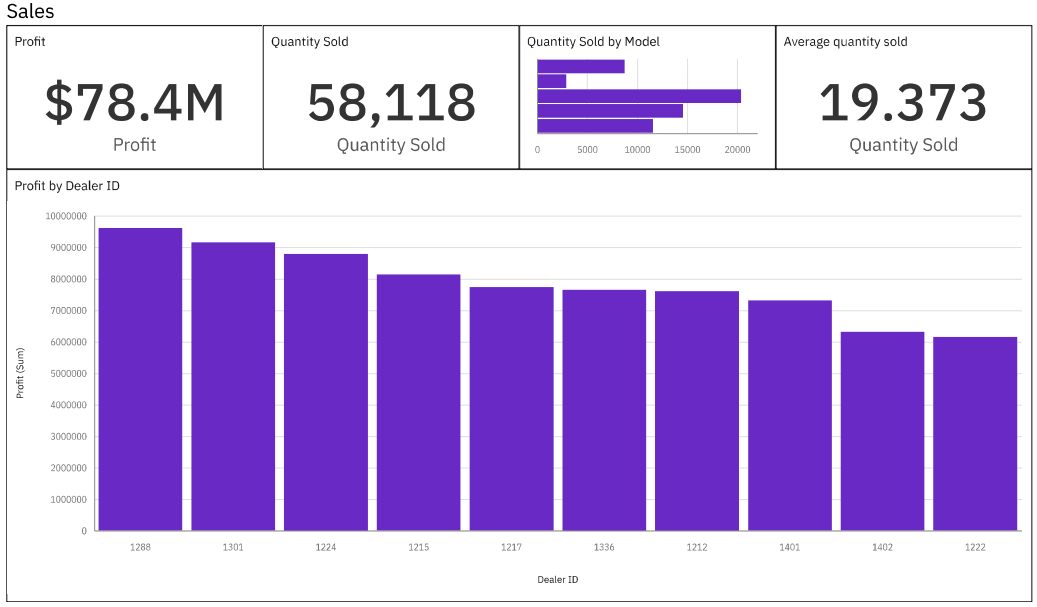 Sales
Profit
$78.4M
Profit
Quantity Sold
58,118
Quantity Sold
Quantity Sold by Model
0 5000 10000 15000 20000
Average quantity sold
19.373
Quantity Sold
Profit by Dealer ID
Profit (Sum)
10000000
9000000
8000000
7000000
6000000
5000000
4000000
3000000
2000000
1000000
0
1288 1301 1224 1215 1217 1336 1212 1401 1402 1222
Dealer ID